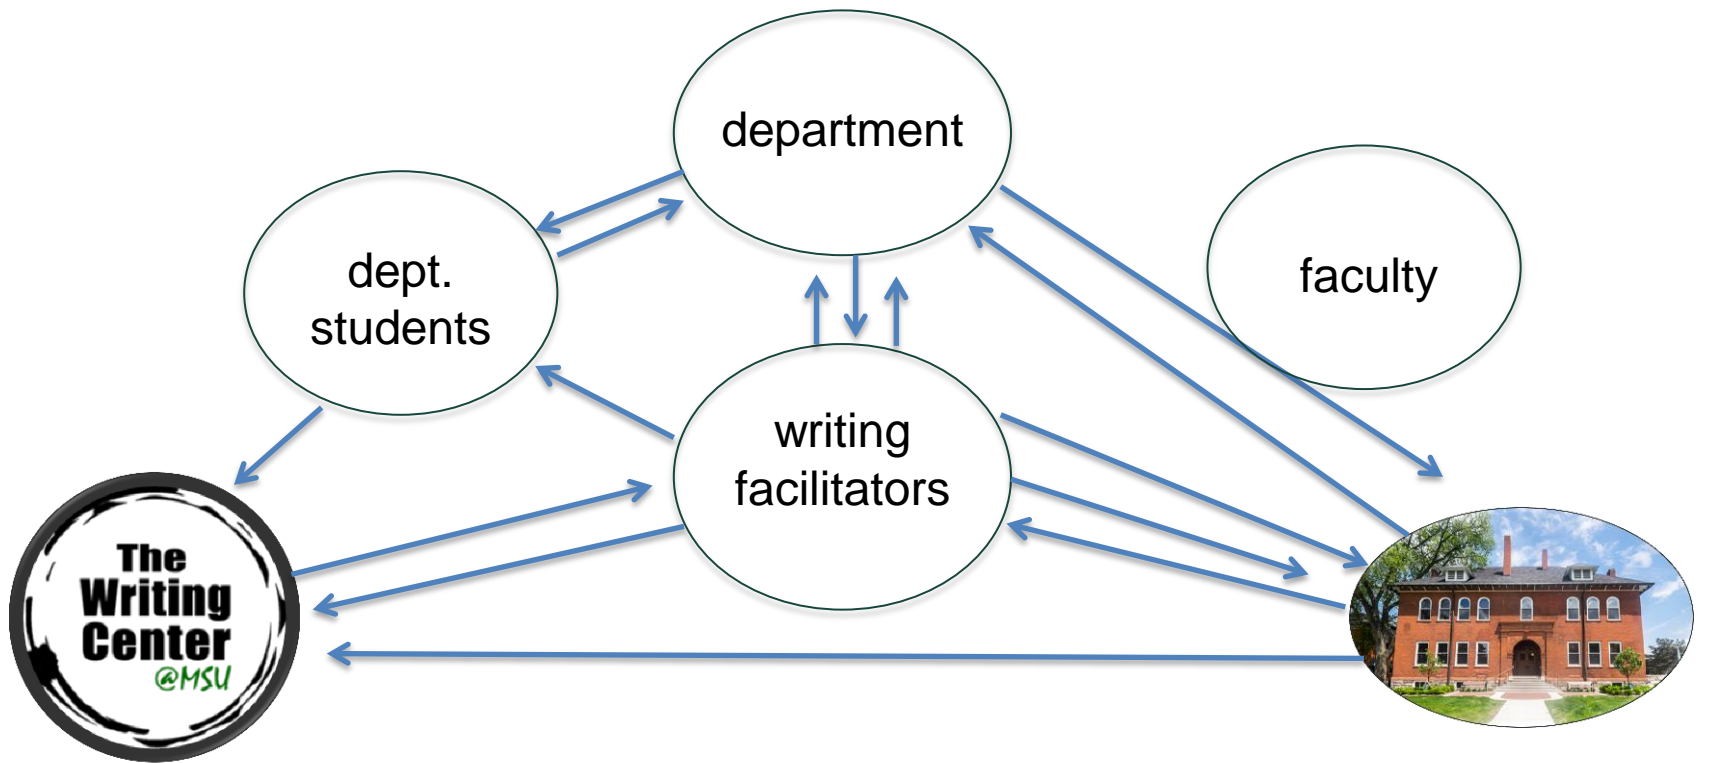 department
faculty
dept.
students
writing
facilitators
The
Writing
Center
@MSU